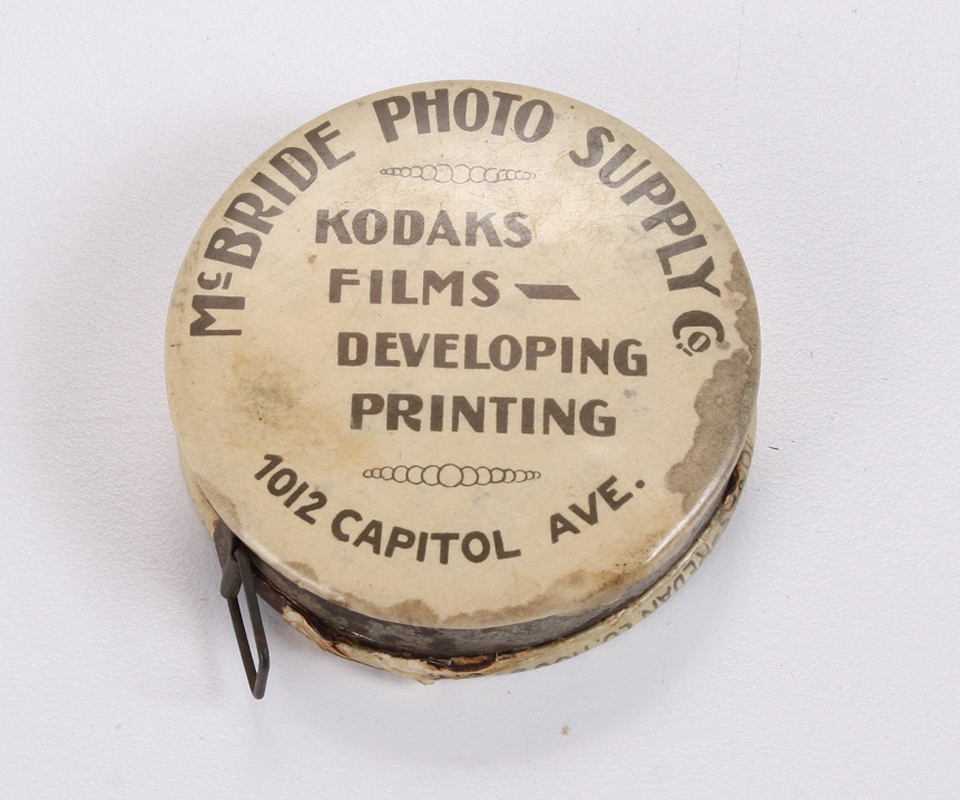 McBRIDE PHOTO SUPPLY Co.
KODAKS
FILMS —
DEVELOPING
PRINTING
1012 CAPITOL AVE.